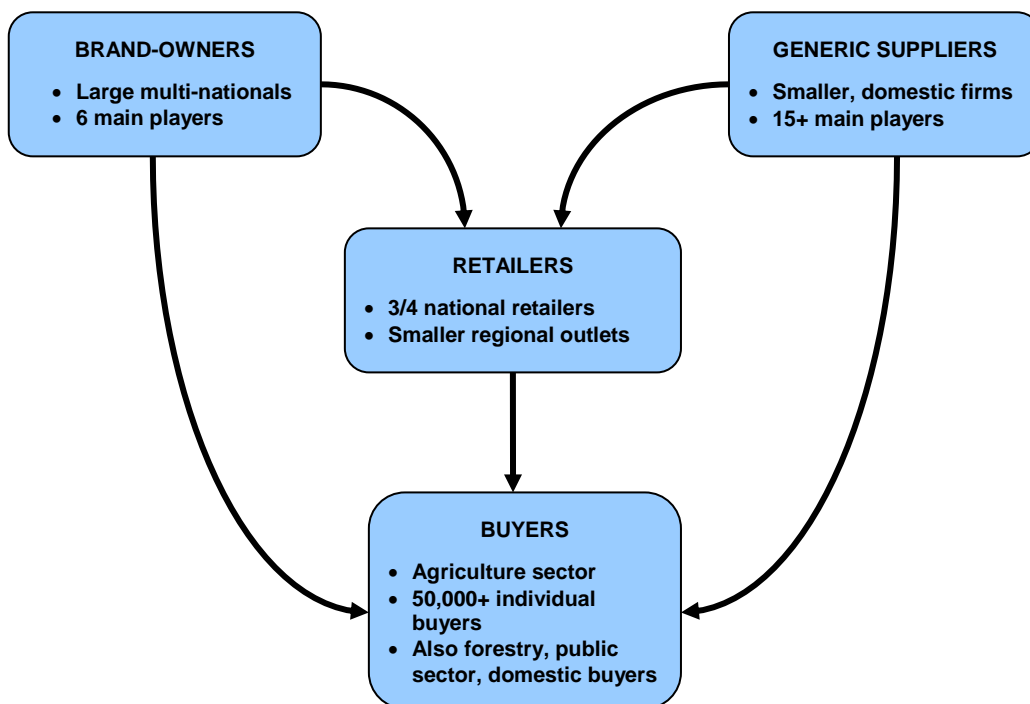 BRAND-OWNERS
• Large multi-nationals
• 6 main players
GENERIC SUPPLIERS
• Smaller, domestic firms
• 15+ main players
RETAILERS
• 3/4 national retailers
• Smaller regional outlets
BUYERS
• Agriculture sector
• 50,000+ individual
buyers
• Also forestry, public
sector, domestic buyers